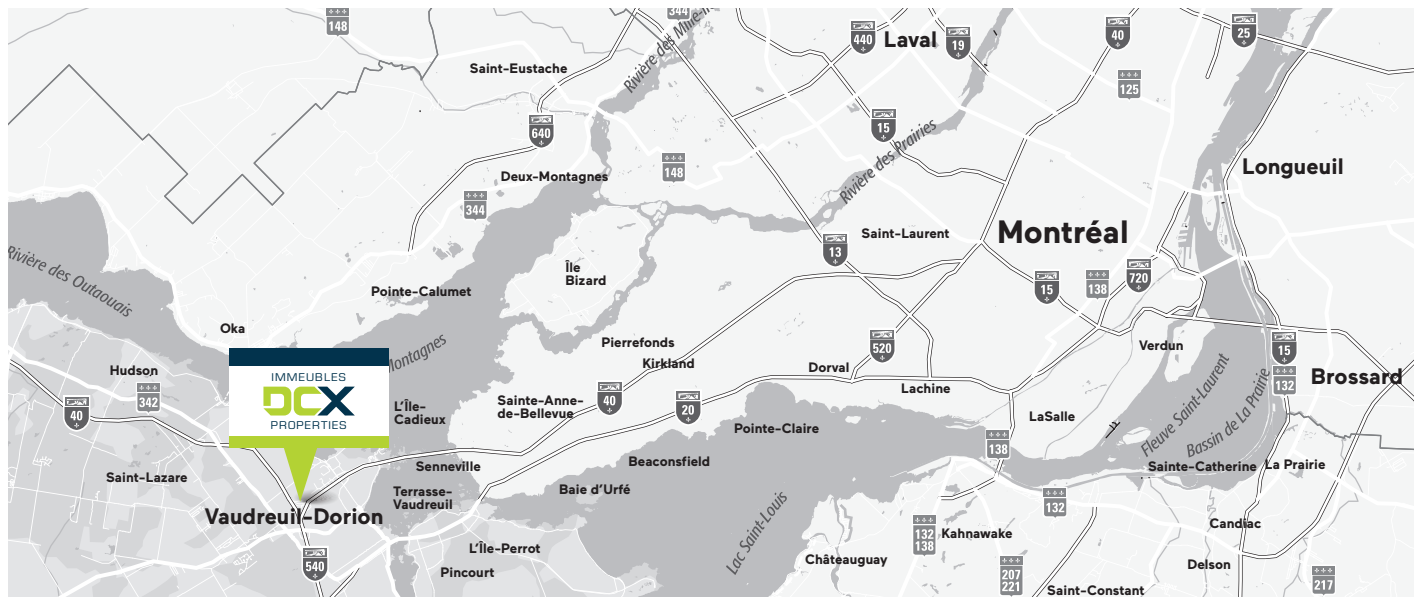 148
344
440
Laval
19
40
25
Rivière des Mille-Î
Saint-Eustache
125
640
15
Rivière des Prairies
Deux-Montagnes
148
Longueuil
344
Saint-Laurent
Montréal
13
Rivière des Outaouais
Île
Bizard
15
138
720
Pointe-Calumet
Oka
Montagnes
Pierrefonds
Kirkland
520
Verdun
15
132
Brossard
Hudson
342
40
IMMEUBLES
DCX
PROPERTIES
L'Île-
Cadieux
Sainte-Anne-
de-Bellevue
40
20
Dorval
Lachine
LaSalle
Fleuve Saint-Laurent
Bassin de La Prairie
Pointe-Claire
138
Saint-Lazare
Senneville
Beaconsfield
Sainte-Catherine
La Prairie
Terrasse-
Vaudreuil
Baie d'Urfé
132
Vaudreuil-Dorion
Lac Saint-Louis
132
138
Kahnawake
Candiac
540
L'Île-Perrot
Pincourt
Châteauguay
207
221
Delson
217
Saint-Constant